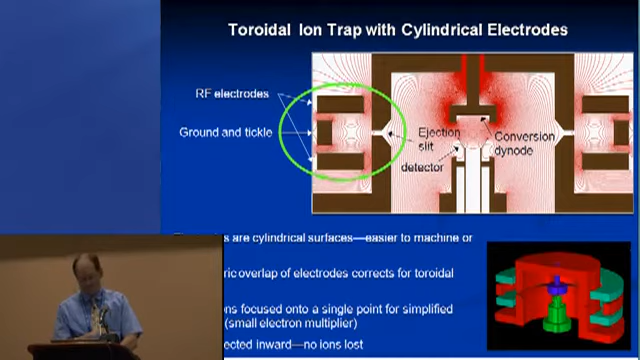 Toroidal Ion Trap with Cylindrical Electrodes
RF electrodes
Ground and tickle
Ejection
slit
Conversion
dynode
detector
s are cylindrical surfaces—easier to machine or
ric overlap of electrodes corrects for toroidal
ns focused onto a single point for simplified
(small electron multiplier)
ected inward—no ions lost